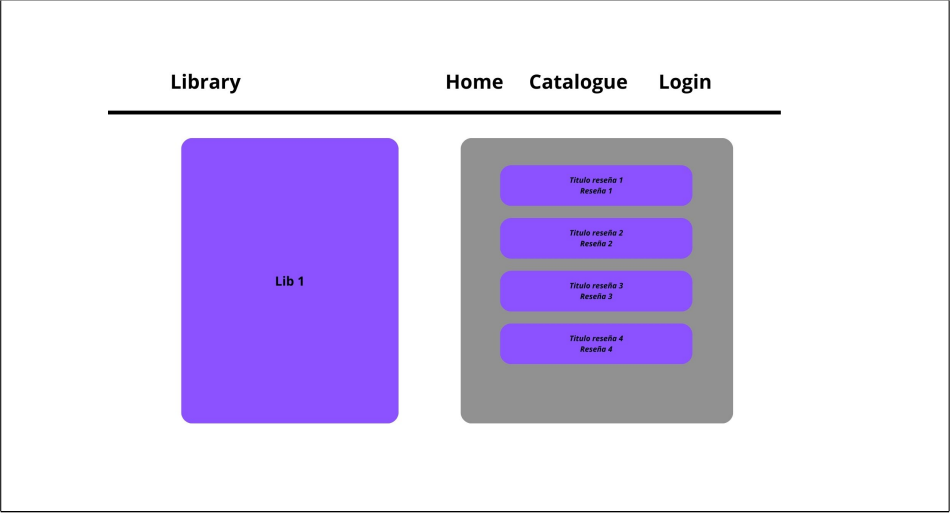 Library
Home
Catalogue
Login
Lib 1
Titulo reseña 1
Reseña 1
Titulo reseña 2
Reseña 2
Titulo reseña 3
Reseña 3
Titulo reseña 4
Reseña 4